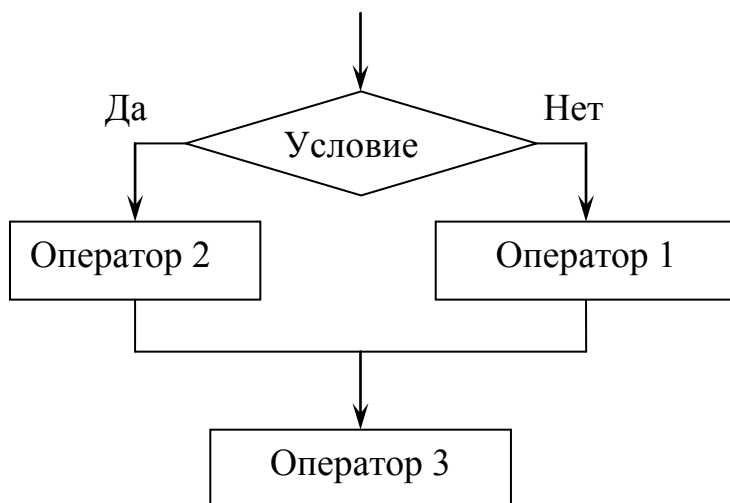 Да
Нет
Условие
Оператор 2
Оператор 1
Оператор 3